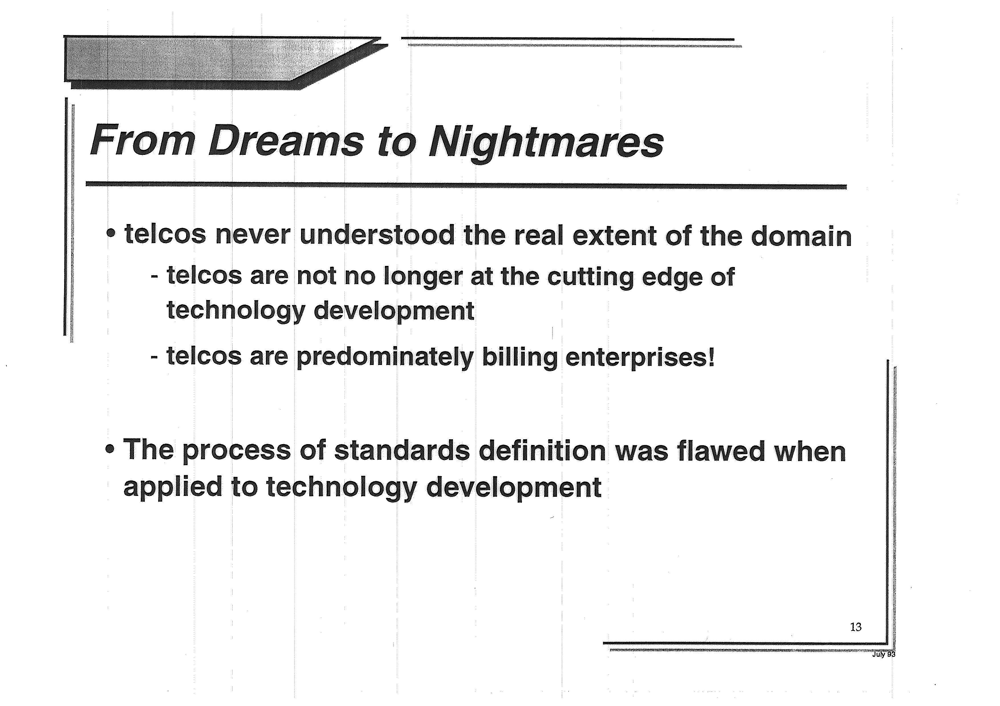 From Dreams to Nightmares
• telcos never understood the real extent of the domain
- telcos are not no longer at the cutting edge of
technology development
- telcos are predominately billing enterprises!
• The process of standards definition was flawed when
applied to technology development
13
July 93